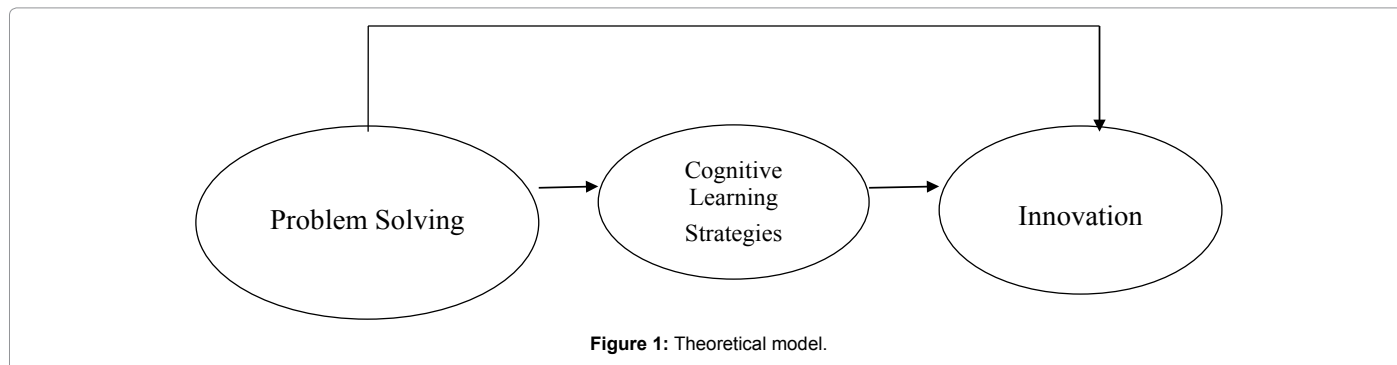 Problem Solving
Cognitive
Learning
Strategies
Innovation
Figure 1: Theoretical model.